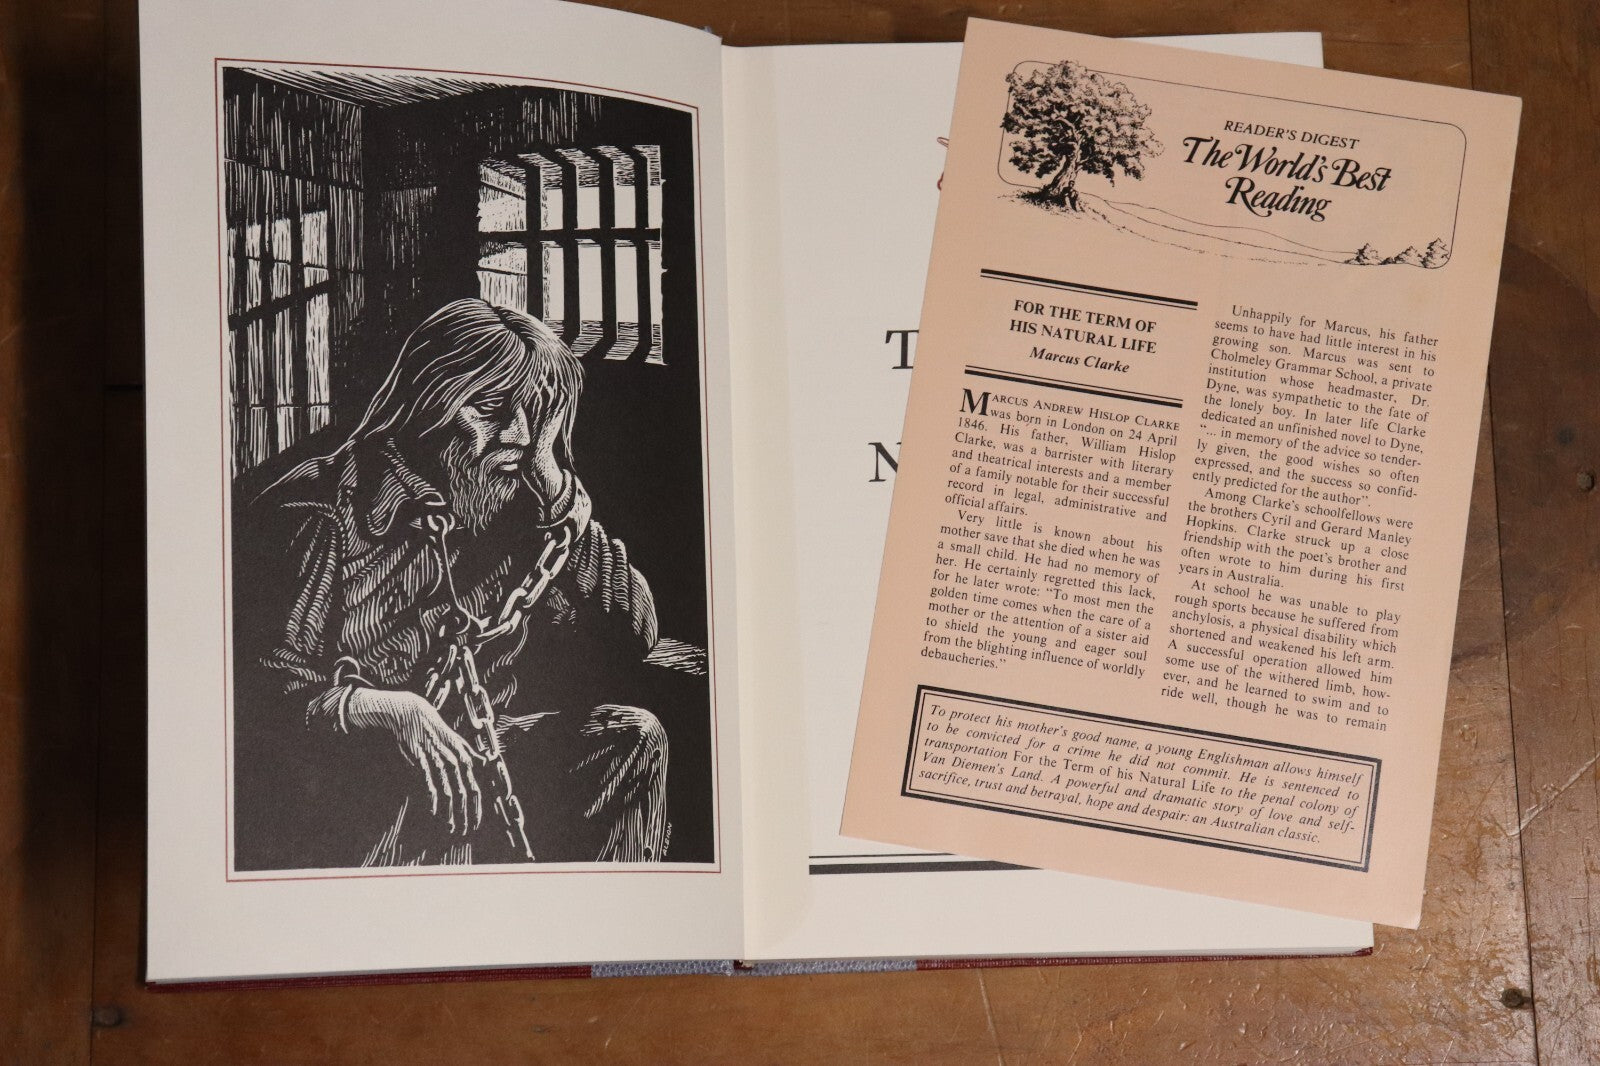 ALBION
T
N
READER'S DIGEST
The World's Best
Reading
FOR THE TERM OF
HIS NATURAL LIFE
Marcus Clarke
MARCUS ANDREW HISLOP CLARKE
was born in London on 24 April
1846. His father, William Hislop
Clarke, was a barrister with literary
and theatrical interests and a member
of a family notable for their successful
record in legal, administrative and
official affairs.
Very little is known about his
mother save that she died when he was
a small child. He had no memory of
her. He certainly regretted this lack,
for he later wrote: "To most men the
golden time comes when the care of a
mother or the attention of a sister aid
to shield the young and eager soul
from the blighting influence of worldly
debaucheries."
Unhappily for Marcus, his father
seems to have had little interest in his
growing son. Marcus was sent to
Cholmeley Grammar School, a private
institution whose headmaster, Dr.
Dyne, was sympathetic to the fate of
the lonely boy. In later life Clarke
dedicated an unfinished novel to Dyne,
"... in memory of the advice so tender-
ly given, the good wishes so often
expressed, and the success so confid-
ently predicted for the author".
Among Clarke's schoolfellows were
the brothers Cyril and Gerard Manley
Hopkins. Clarke struck up a close
friendship with the poet's brother and
often wrote to him during his first
years in Australia.
At school he was unable to play
rough sports because he suffered from
anchylosis, a physical disability which
shortened and weakened his left arm.
A successful operation allowed him
some use of the withered limb, how-
ever, and he learned to swim and to
ride well, though he was to remain
To protect his mother's good name, a young Englishman allows himself
to be convicted for a crime he did not commit. He is sentenced to
transportation For the Term of his Natural Life to the penal colony of
Van Diemen's Land. A powerful and dramatic story of love and self-
sacrifice, trust and betrayal, hope and despair: an Australian classic.